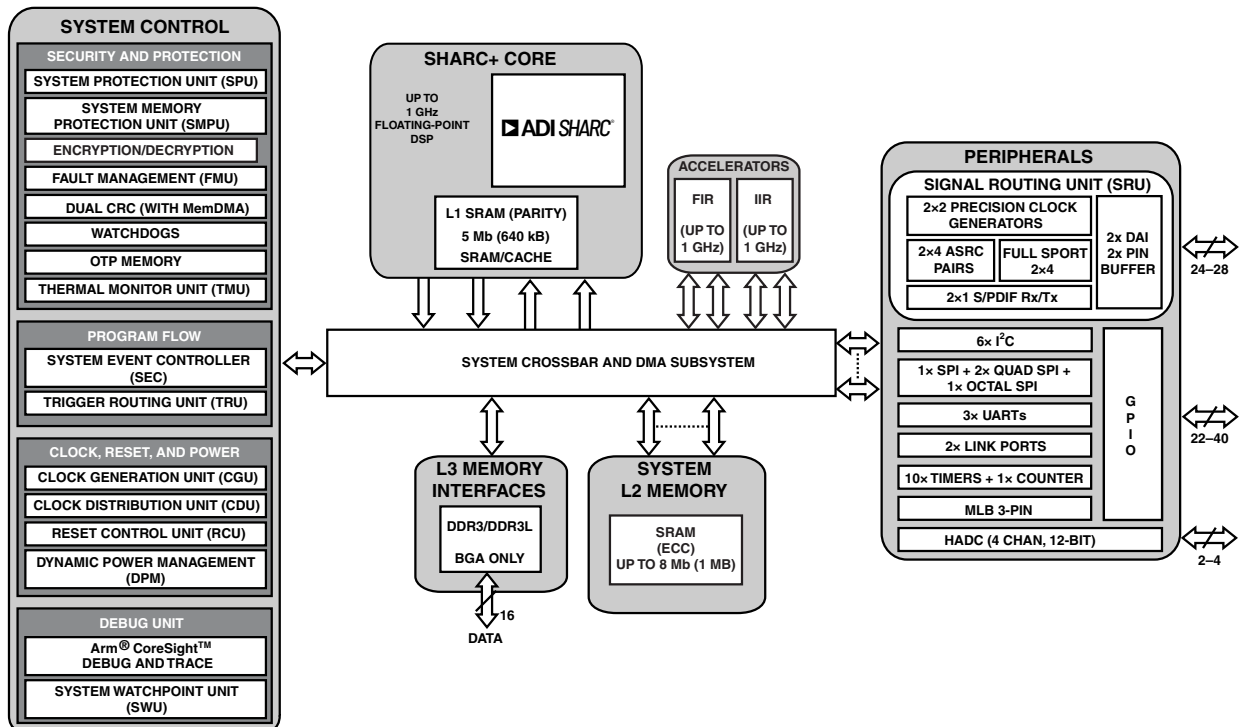 SYSTEM CONTROL
SECURITY AND PROTECTION
SYSTEM PROTECTION UNIT (SPU)
SYSTEM MEMORY
PROTECTION UNIT (SMPU)
ENCRYPTION/DECRYPTION
FAULT MANAGEMENT (FMU)
DUAL CRC (WITH MemDMA)
WATCHDOGS
OTP MEMORY
THERMAL MONITOR UNIT (TMU)
PROGRAM FLOW
SYSTEM EVENT CONTROLLER
(SEC)
TRIGGER ROUTING UNIT (TRU)
CLOCK, RESET, AND POWER
CLOCK GENERATION UNIT (CGU)
CLOCK DISTRIBUTION UNIT (CDU)
RESET CONTROL UNIT (RCU)
DYNAMIC POWER MANAGEMENT
(DPM)
DEBUG UNIT
Arm® CoreSight™
DEBUG AND TRACE
SYSTEM WATCHPOINT UNIT
(SWU)
SHARC+ CORE
UP TO
1 GHz
FLOATING-POINT
DSP
ADI SHARC®
L1 SRAM (PARITY)
5 Mb (640 kB)
SRAM/CACHE
ACCELERATORS
FIR
(UP TO
1 GHz)
IIR
(UP TO
1 GHz)
SYSTEM CROSSBAR AND DMA SUBSYSTEM
L3 MEMORY
INTERFACES
DDR3/DDR3L
BGA ONLY
16
DATA
SYSTEM
L2 MEMORY
SRAM
(ECC)
UP TO 8 Mb (1 MB)
PERIPHERALS
SIGNAL ROUTING UNIT (SRU)
2×2 PRECISION CLOCK
GENERATORS
2×4 ASRC
PAIRS
FULL SPORT
2×4
2×1 S/PDIF Rx/Tx
2x DAI
2x PIN
BUFFER
24–28
6× I²C
1× SPI + 2× QUAD SPI +
1× OCTAL SPI
3× UARTs
2× LINK PORTS
10× TIMERS + 1× COUNTER
MLB 3-PIN
G
P
I
O
22–40
HADC (4 CHAN, 12-BIT)
2–4